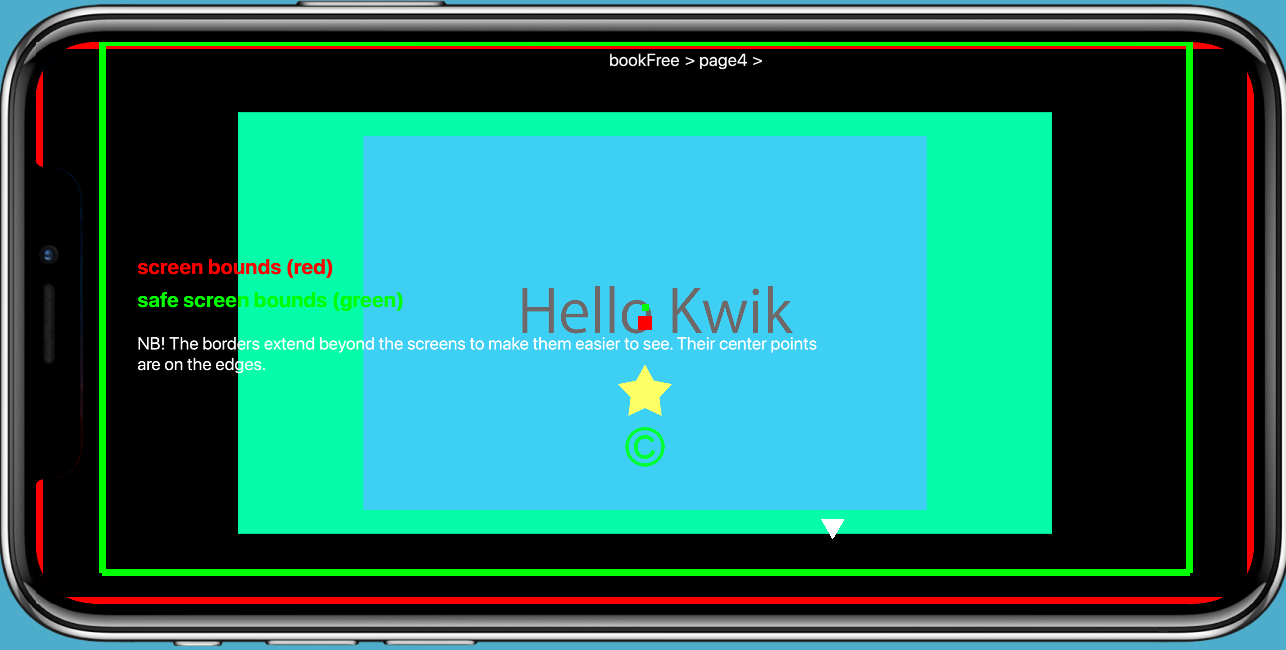 bookFree > page4 >
screen bounds (red)
safe screen bounds (green)
Hello Kwik
NB! The borders extend beyond the screens to make them easier to see. Their center points
are on the edges.
©